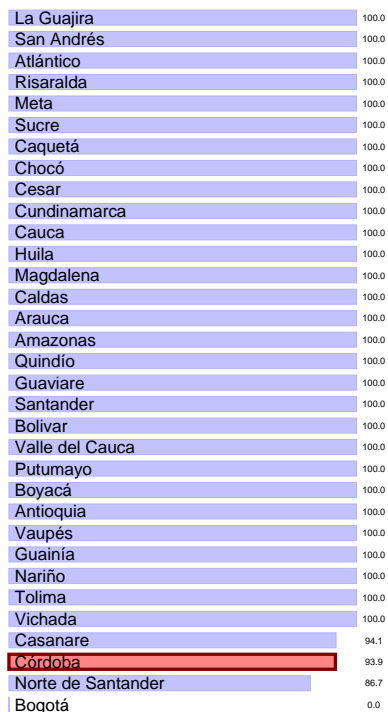 La Guajira 100.0
San Andrés 100.0
Atlántico 100.0
Risaralda 100.0
Meta 100.0
Sucre 100.0
Caquetá 100.0
Chocó 100.0
Cesar 100.0
Cundinamarca 100.0
Cauca 100.0
Huila 100.0
Magdalena 100.0
Caldas 100.0
Arauca 100.0
Amazonas 100.0
Quindío 100.0
Guaviare 100.0
Santander 100.0
Bolivar 100.0
Valle del Cauca 100.0
Putumayo 100.0
Boyacá 100.0
Antioquia 100.0
Vaupés 100.0
Guainía 100.0
Nariño 100.0
Tolima 100.0
Vichada 100.0
Casanare 94.1
Córdoba 93.9
Norte de Santander 86.7
Bogotá 0.0